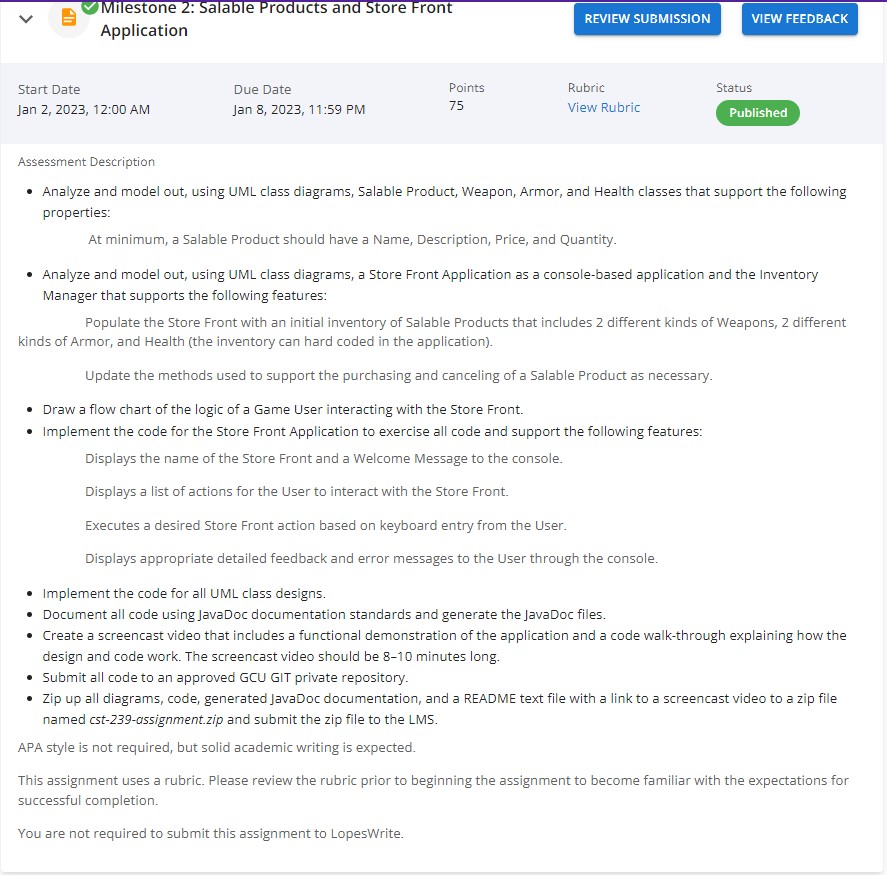 Milestone 2: Salable Products and Store Front
Application
REVIEW SUBMISSION
VIEW FEEDBACK
Start Date
Jan 2, 2023, 12:00 AM
Due Date
Jan 8, 2023, 11:59 PM
Points
75
Rubric
View Rubric
Status
Published
Assessment Description
• Analyze and model out, using UML class diagrams, Salable Product, Weapon, Armor, and Health classes that support the following
properties:
At minimum, a Salable Product should have a Name, Description, Price, and Quantity.
• Analyze and model out, using UML class diagrams, a Store Front Application as a console-based application and the Inventory
Manager that supports the following features:
Populate the Store Front with an initial inventory of Salable Products that includes 2 different kinds of Weapons, 2 different
kinds of Armor, and Health (the inventory can hard coded in the application).
Update the methods used to support the purchasing and canceling of a Salable Product as necessary.
• Draw a flow chart of the logic of a Game User interacting with the Store Front.
• Implement the code for the Store Front Application to exercise all code and support the following features:
Displays the name of the Store Front and a Welcome Message to the console.
Displays a list of actions for the User to interact with the Store Front.
Executes a desired Store Front action based on keyboard entry from the User.
Displays appropriate detailed feedback and error messages to the User through the console.
• Implement the code for all UML class designs.
• Document all code using JavaDoc documentation standards and generate the JavaDoc files.
• Create a screencast video that includes a functional demonstration of the application and a code walk-through explaining how the
design and code work. The screencast video should be 8–10 minutes long.
• Submit all code to an approved GCU GIT private repository.
• Zip up all diagrams, code, generated JavaDoc documentation, and a README text file with a link to a screencast video to a zip file
named cst-239-assignment.zip and submit the zip file to the LMS.
APA style is not required, but solid academic writing is expected.
This assignment uses a rubric. Please review the rubric prior to beginning the assignment to become familiar with the expectations for
successful completion.
You are not required to submit this assignment to LopesWrite.